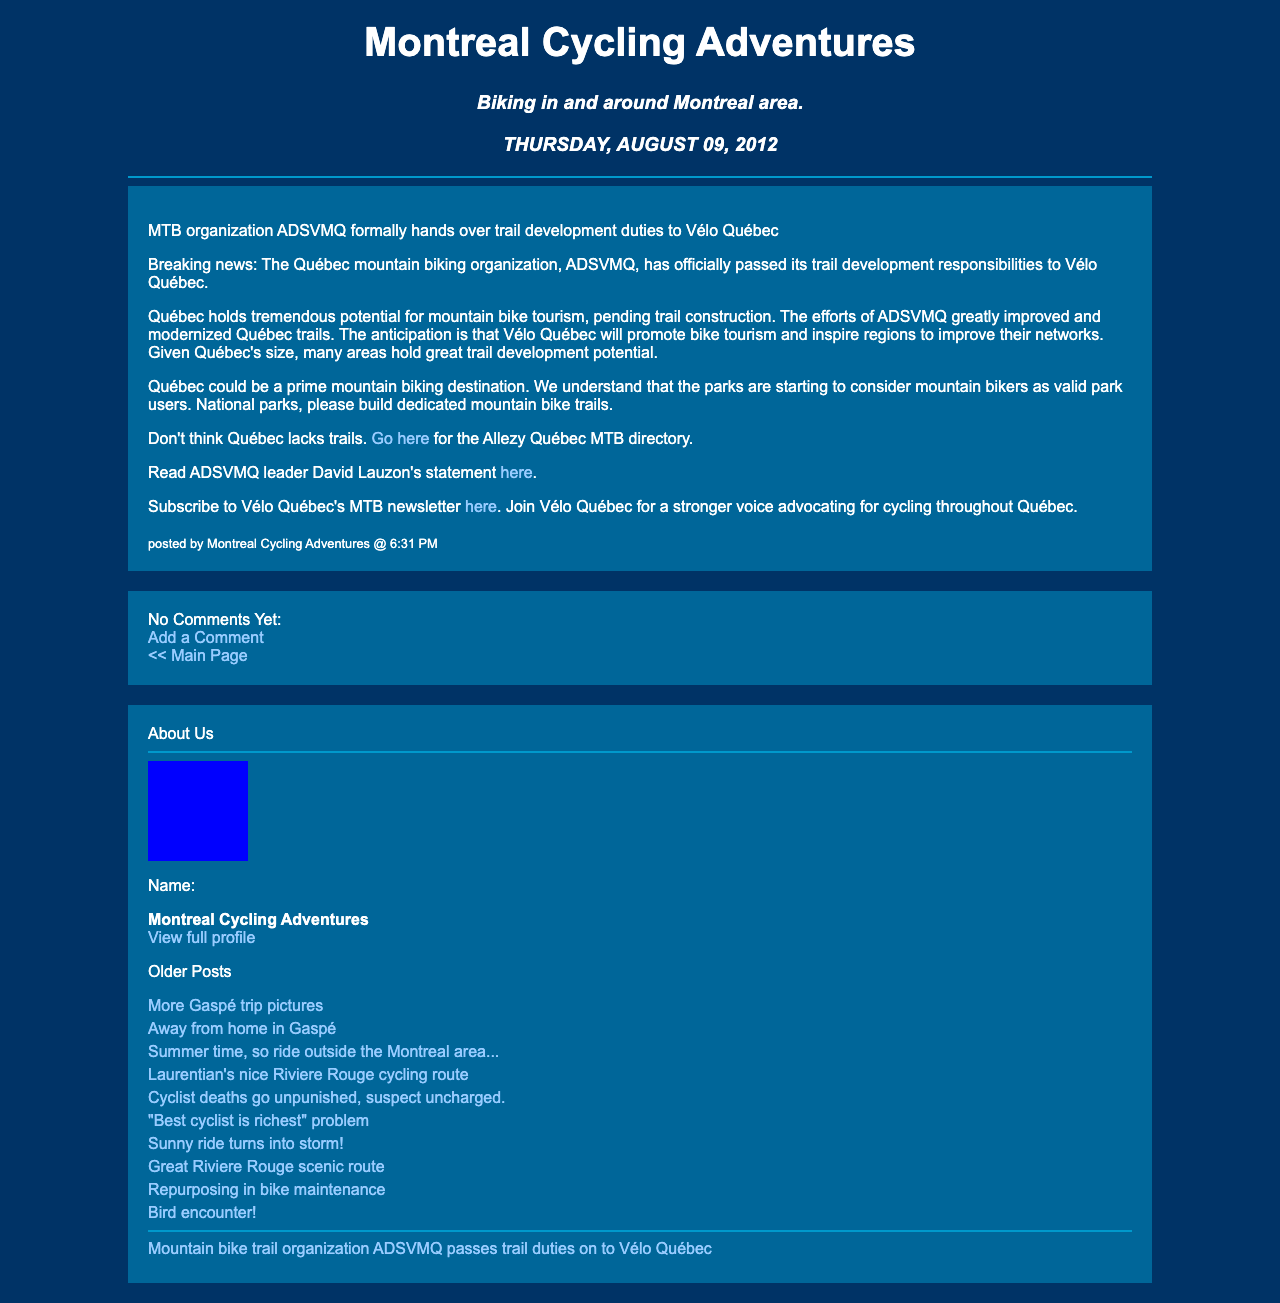 Montreal Cycling Adventures
Biking in and around Montreal area.
THURSDAY, AUGUST 09, 2012
MTB organization ADSVMQ formally hands over trail development duties to Vélo Québec
Breaking news: The Québec mountain biking organization, ADSVMQ, has officially passed its trail development responsibilities to Vélo
Québec.
Québec holds tremendous potential for mountain bike tourism, pending trail construction. The efforts of ADSVMQ greatly improved and
modernized Québec trails. The anticipation is that Vélo Québec will promote bike tourism and inspire regions to improve their networks.
Given Québec's size, many areas hold great trail development potential.
Québec could be a prime mountain biking destination. We understand that the parks are starting to consider mountain bikers as valid park
users. National parks, please build dedicated mountain bike trails.
Don't think Québec lacks trails. Go here for the Allezy Québec MTB directory.
Read ADSVMQ leader David Lauzon's statement here.
Subscribe to Vélo Québec's MTB newsletter here. Join Vélo Québec for a stronger voice advocating for cycling throughout Québec.
posted by Montreal Cycling Adventures @ 6:31 PM
No Comments Yet:
Add a Comment
<< Main Page
About Us
Name:
Montreal Cycling Adventures
View full profile
Older Posts
More Gaspé trip pictures
Away from home in Gaspé
Summer time, so ride outside the Montreal area...
Laurentian's nice Riviere Rouge cycling route
Cyclist deaths go unpunished, suspect uncharged.
"Best cyclist is richest" problem
Sunny ride turns into storm!
Great Riviere Rouge scenic route
Repurposing in bike maintenance
Bird encounter!
Mountain bike trail organization ADSVMQ passes trail duties on to Vélo Québec